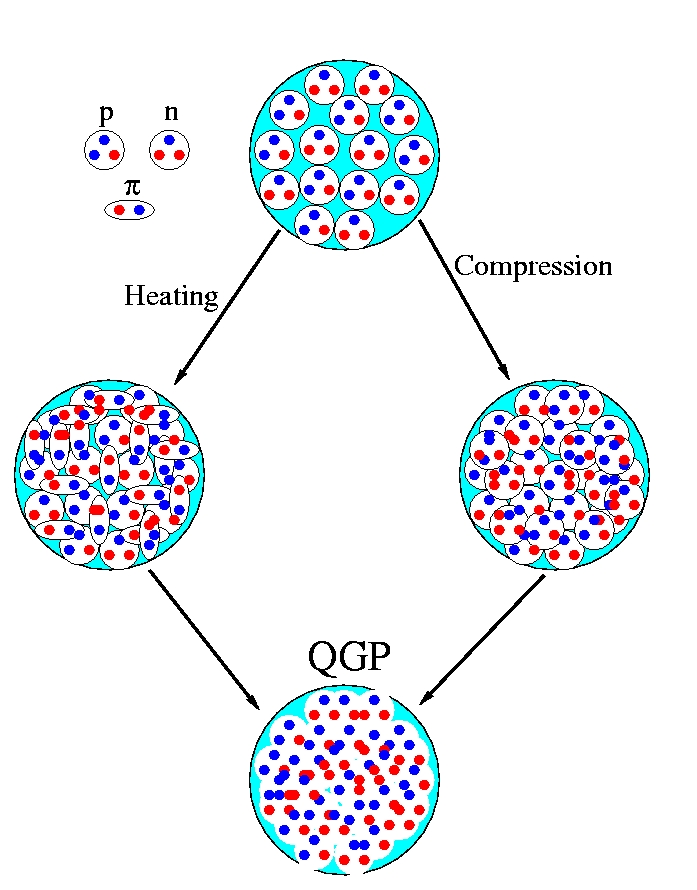 p n
π
Compression
Heating
QGP